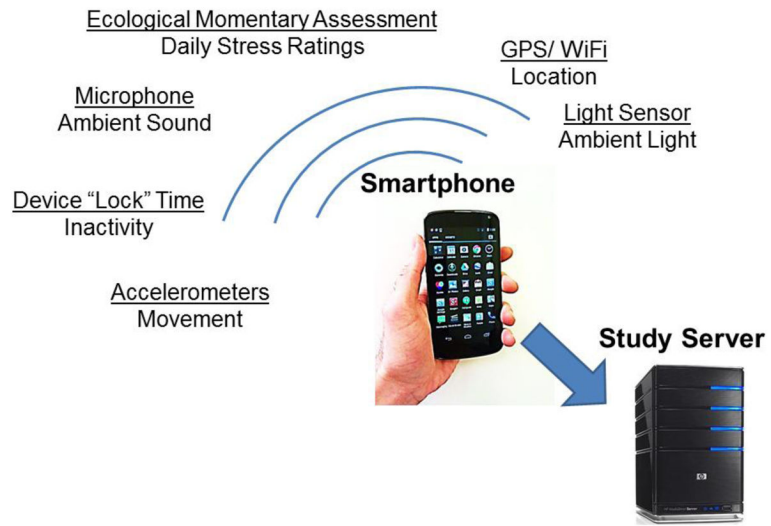 Ecological Momentary Assessment
Daily Stress Ratings
GPS/ WiFi
Location
Microphone
Ambient Sound
Light Sensor
Ambient Light
Smartphone
Device “Lock” Time
Inactivity
Accelerometers
Movement
Study Server
hp